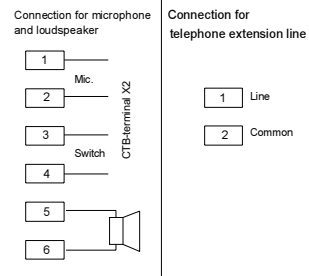 Connection for microphone
and loudspeaker
1
Mic.
2
3
Switch
4
5
6
CTB-terminal X2
Connection for
telephone extension line
1 Line
2 Common